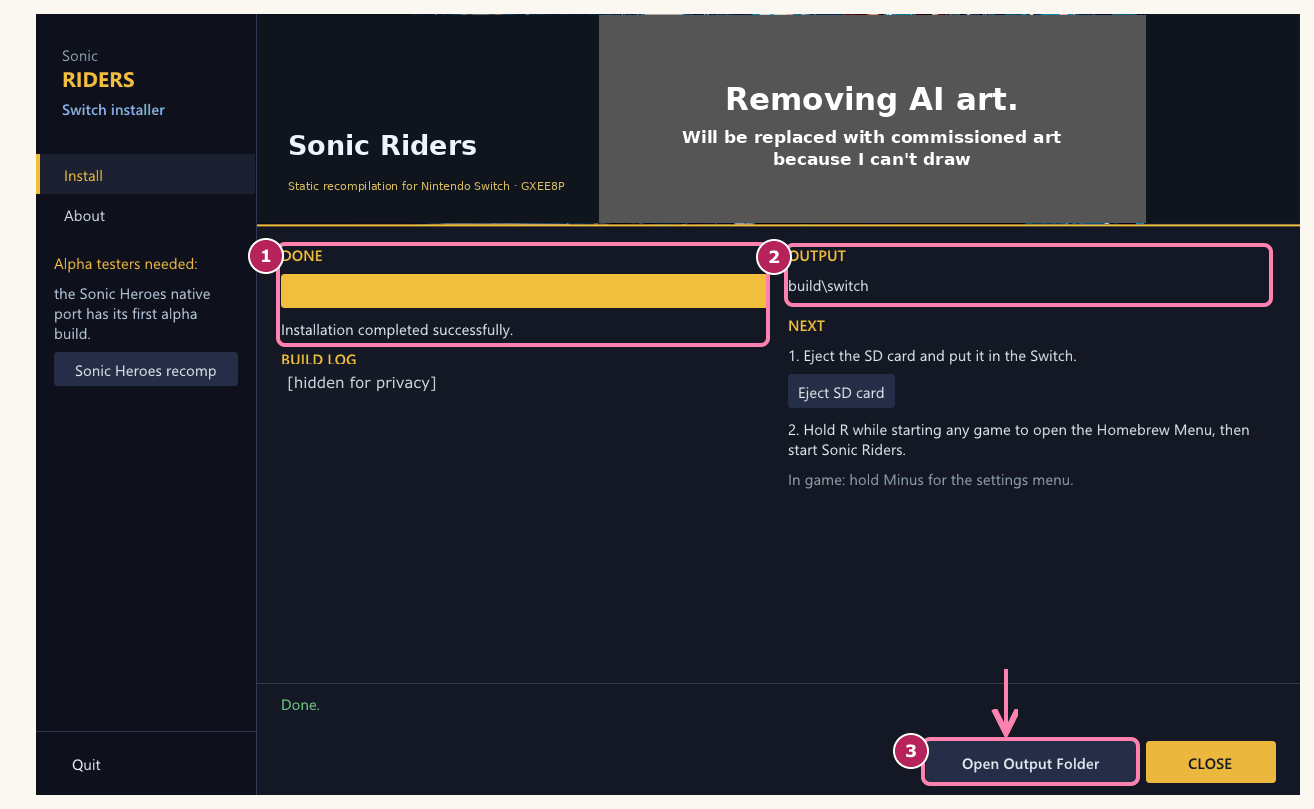 Sonic
RIDERS
Switch installer
Install
About
Alpha testers needed:
the Sonic Heroes native
port has its first alpha
build.
Sonic Heroes recomp
Quit
Sonic Riders
Static recompilation for Nintendo Switch · GXEE8P
Removing AI art.
Will be replaced with commissioned art
because I can't draw
1
DONE
Installation completed successfully.
BUILD LOG
[hidden for privacy]
2
OUTPUT
build\switch
NEXT
1. Eject the SD card and put it in the Switch.
Eject SD card
2. Hold R while starting any game to open the Homebrew Menu, then
start Sonic Riders.
In game: hold Minus for the settings menu.
Done.
3
Open Output Folder
CLOSE